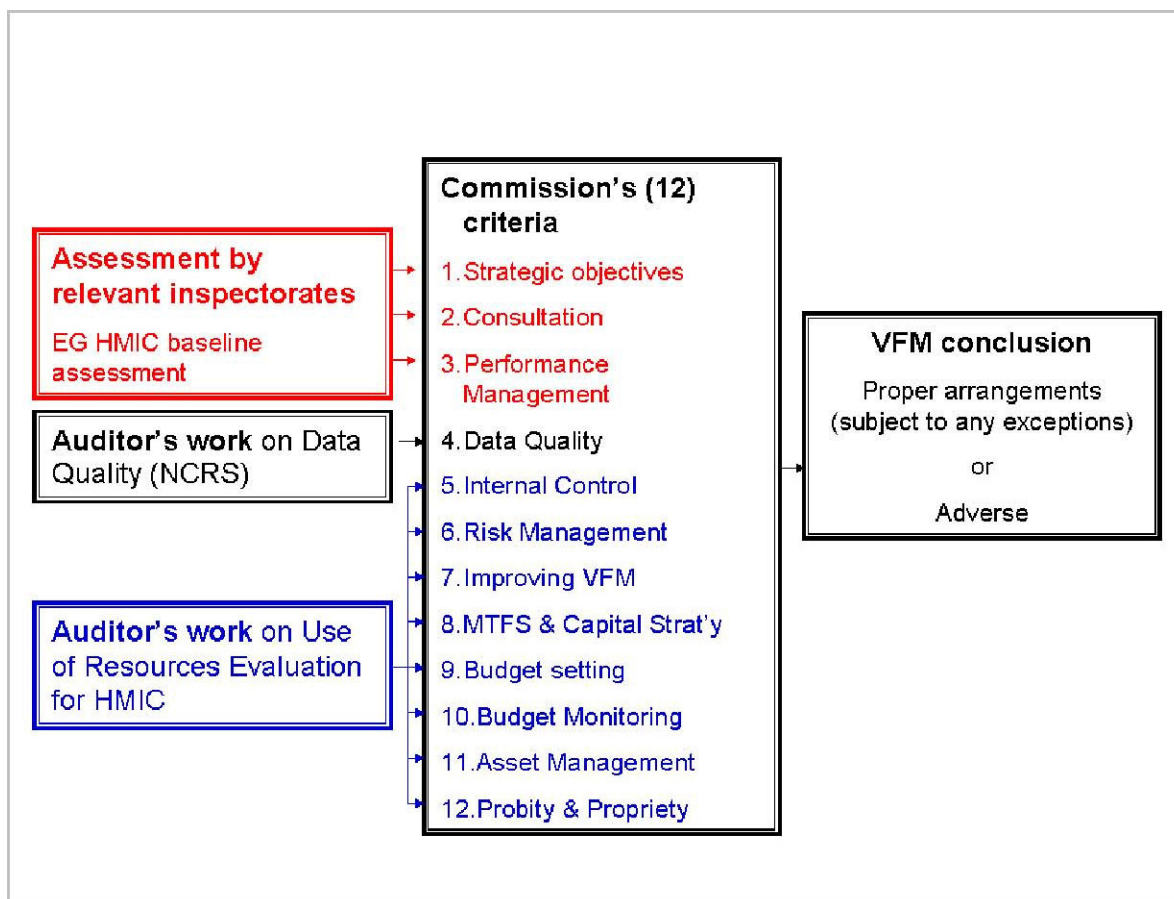 Assessment by
relevant inspectorates
EG HMIC baseline
assessment
Auditor's work on Data
Quality (NCRS)
Auditor's work on Use
of Resources Evaluation
for HMIC
Commission's (12)
criteria
1.Strategic objectives
2.Consultation
3.Performance
Management
4.Data Quality
5.Internal Control
6.Risk Management
7.Improving VFM
8.MTFS & Capital Strat'y
9.Budget setting
10.Budget Monitoring
11.Asset Management
12.Probity & Propriety
VFM conclusion
Proper arrangements
(subject to any exceptions)
or
Adverse